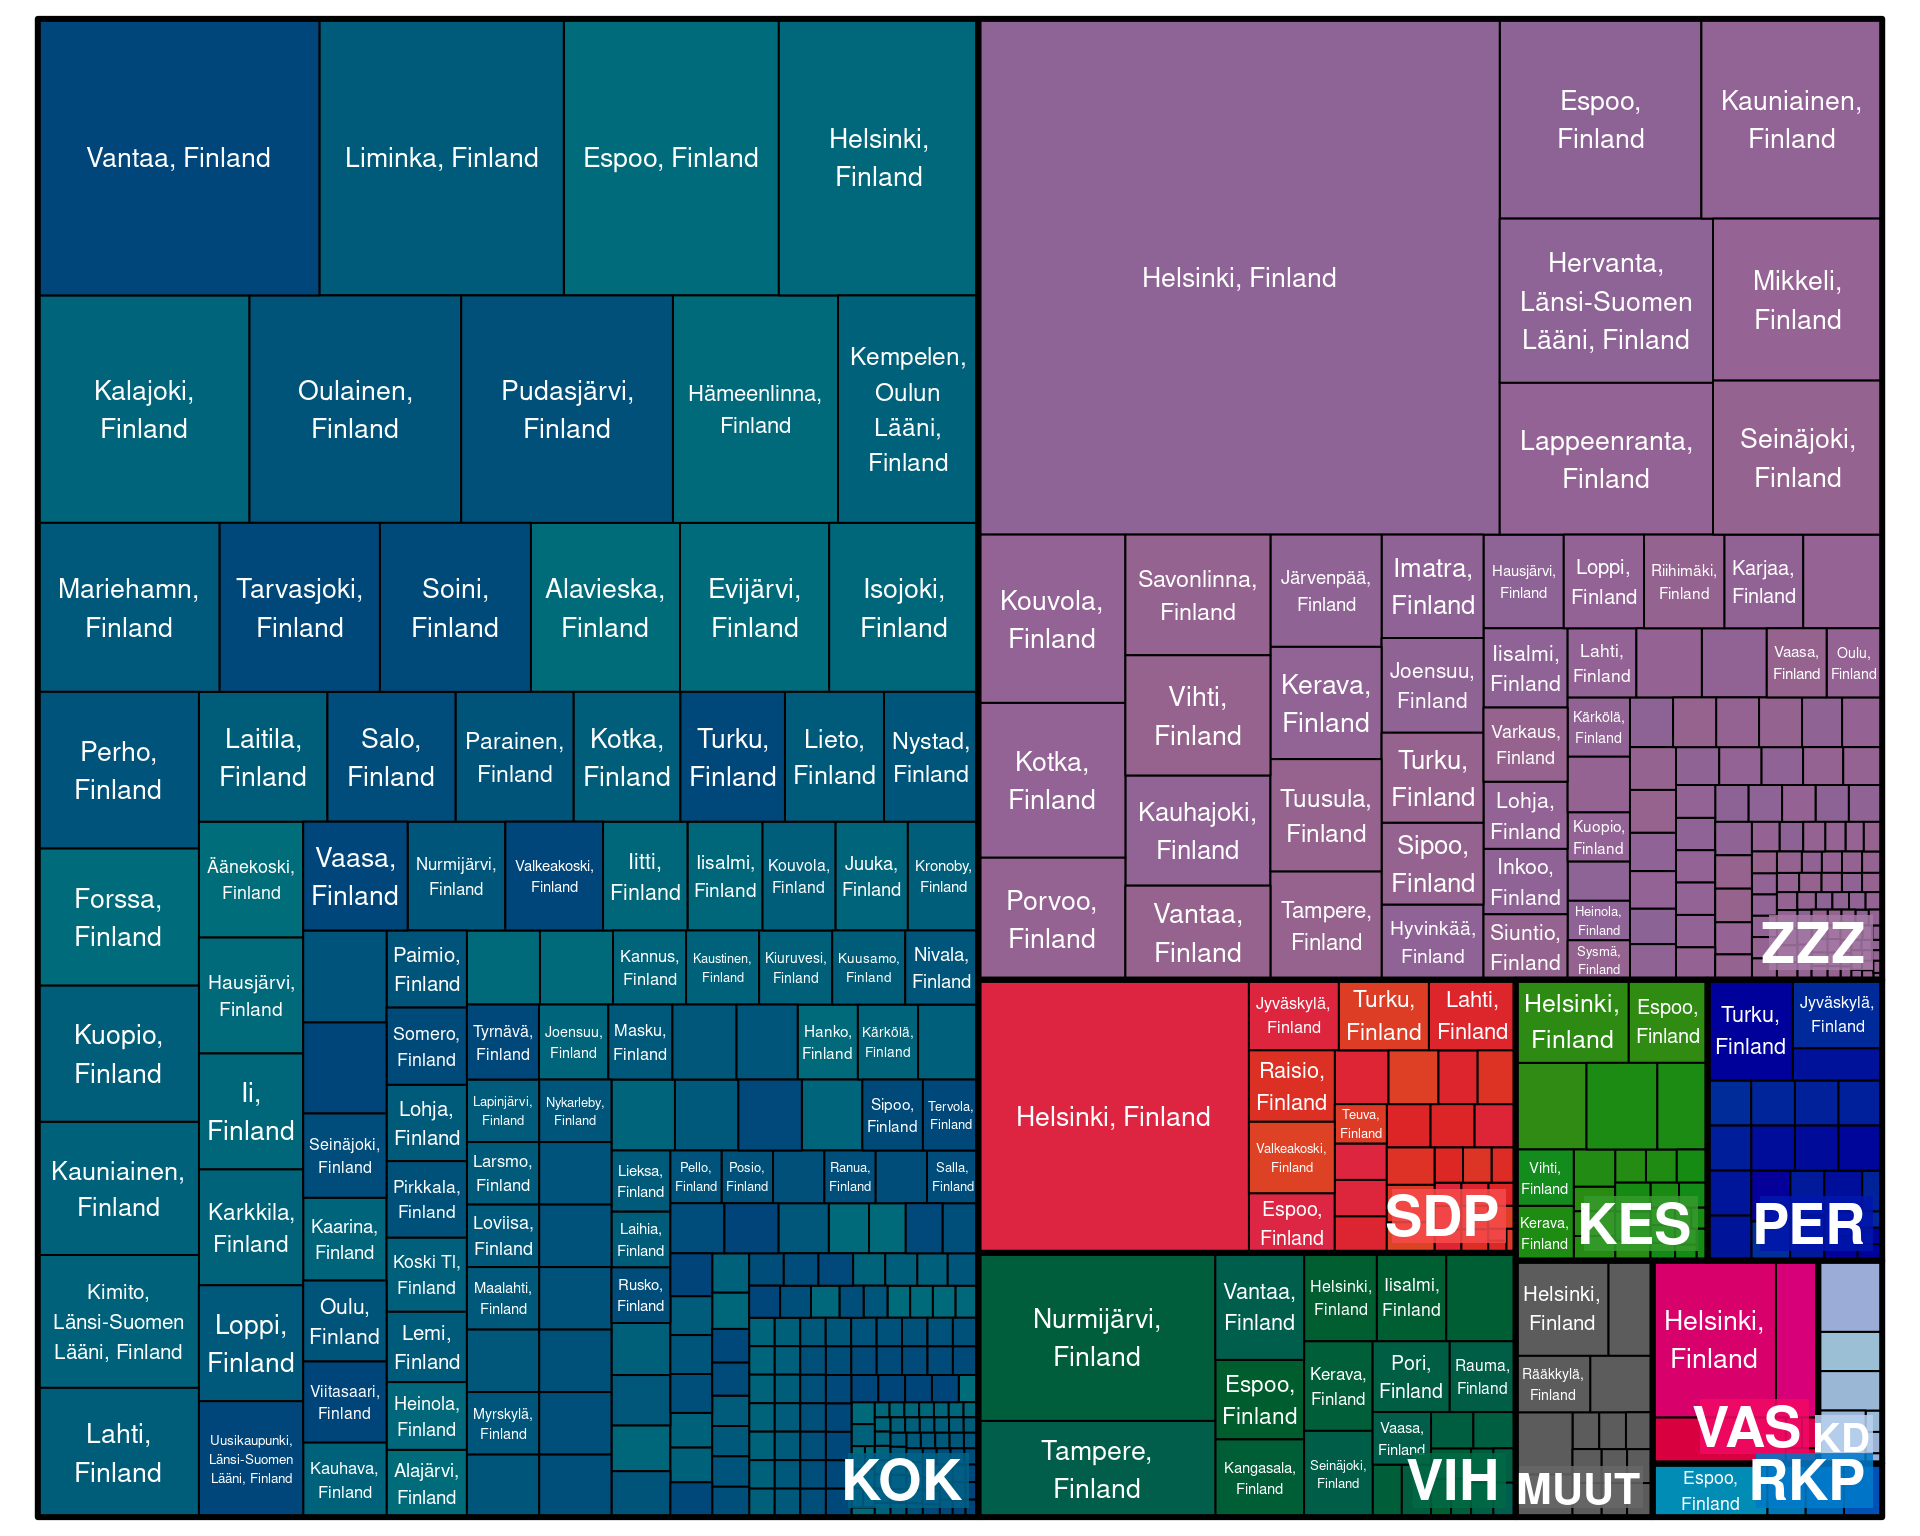 Vantaa, Finland
Liminka, Finland
Espoo, Finland
Helsinki,
Finland
Kalajoki,
Finland
Oulainen,
Finland
Pudasjärvi,
Finland
Hämeenlinna,
Finland
Kempelen,
Oulun
Lääni,
Finland
Mariehamn,
Finland
Tarvasjoki,
Finland
Soini,
Finland
Alavieska,
Finland
Evijärvi,
Finland
Isojoki,
Finland
Perho,
Finland
Forssa,
Finland
Kuopio,
Finland
Kauniainen,
Finland
Kimito,
Länsi-Suomen
Lääni, Finland
Lahti,
Finland
Laitila,
Finland
Salo,
Finland
Parainen,
Finland
Kotka,
Finland
Turku,
Finland
Lieto,
Finland
Nystad,
Finland
Äänekoski,
Finland
Hausjärvi,
Finland
Ii,
Finland
Karkkila,
Finland
Loppi,
Finland
Uusikaupunki,
Länsi-Suomen
Lääni, Finland
Vaasa,
Finland
Nurmijärvi,
Finland
Valkeakoski,
Finland
Iitti,
Finland
Iisalmi,
Finland
Kouvola,
Finland
Juuka,
Finland
Kronoby,
Finland
Seinäjoki,
Finland
Kaarina,
Finland
Oulu,
Finland
Viitasaari,
Finland
Kauhava,
Finland
Paimio,
Finland
Somero,
Finland
Lohja,
Finland
Pirkkala,
Finland
Koski Tl,
Finland
Lemi,
Finland
Heinola,
Finland
Alajärvi,
Finland
Kannus,
Finland
Kaustinen,
Finland
Kiuruvesi,
Finland
Kuusamo,
Finland
Nivala,
Finland
Tyrnävä,
Finland
Joensuu,
Finland
Masku,
Finland
Hanko,
Finland
Kärkölä,
Finland
Lapinjärvi,
Finland
Nykarleby,
Finland
Sipoo,
Finland
Tervola,
Finland
Larsmo,
Finland
Loviisa,
Finland
Maalahti,
Finland
Myrskylä,
Finland
Lieksa,
Finland
Laihia,
Finland
Rusko,
Finland
Pello,
Finland
Posio,
Finland
Ranua,
Finland
Salla,
Finland
KOK
Helsinki, Finland
Espoo,
Finland
Kauniainen,
Finland
Hervanta,
Länsi-Suomen
Lääni, Finland
Mikkeli,
Finland
Lappeenranta,
Finland
Seinäjoki,
Finland
Kouvola,
Finland
Kotka,
Finland
Porvoo,
Finland
Savonlinna,
Finland
Vihti,
Finland
Kauhajoki,
Finland
Vantaa,
Finland
Järvenpää,
Finland
Kerava,
Finland
Tuusula,
Finland
Tampere,
Finland
Imatra,
Finland
Joensuu,
Finland
Turku,
Finland
Sipoo,
Finland
Hyvinkää,
Finland
Hausjärvi,
Finland
Loppi,
Finland
Riihimäki,
Finland
Karjaa,
Finland
Iisalmi,
Finland
Varkaus,
Finland
Lohja,
Finland
Inkoo,
Finland
Siuntio,
Finland
Lahti,
Finland
Vaasa,
Finland
Oulu,
Finland
Kärkölä,
Finland
Kuopio,
Finland
Heinola,
Finland
Sysmä,
Finland
ZZZ
Helsinki, Finland
Jyväskylä,
Finland
Turku,
Finland
Lahti,
Finland
Raisio,
Finland
Valkeakoski,
Finland
Espoo,
Finland
Teuva,
Finland
SDP
Helsinki,
Finland
Espoo,
Finland
Vihti,
Finland
Kerava,
Finland
KES
Turku,
Finland
Jyväskylä,
Finland
PER
Nurmijärvi,
Finland
Tampere,
Finland
Vantaa,
Finland
Espoo,
Finland
Kangasala,
Finland
Helsinki,
Finland
Iisalmi,
Finland
Kerava,
Finland
Seinäjoki,
Finland
Pori,
Finland
Rauma,
Finland
Vaasa,
Finland
VIH
Helsinki,
Finland
Rääkkylä,
Finland
MUUT
Helsinki,
Finland
VAS
KD
Espoo,
Finland
RKP